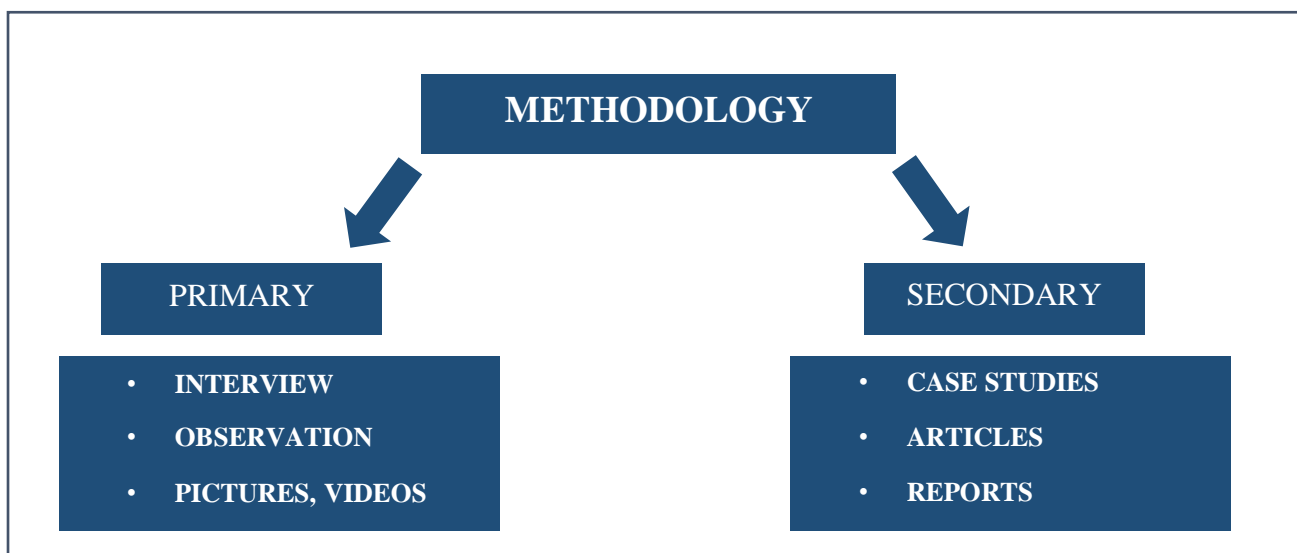 METHODOLOGY
PRIMARY
• INTERVIEW
• OBSERVATION
• PICTURES, VIDEOS
SECONDARY
• CASE STUDIES
• ARTICLES
• REPORTS